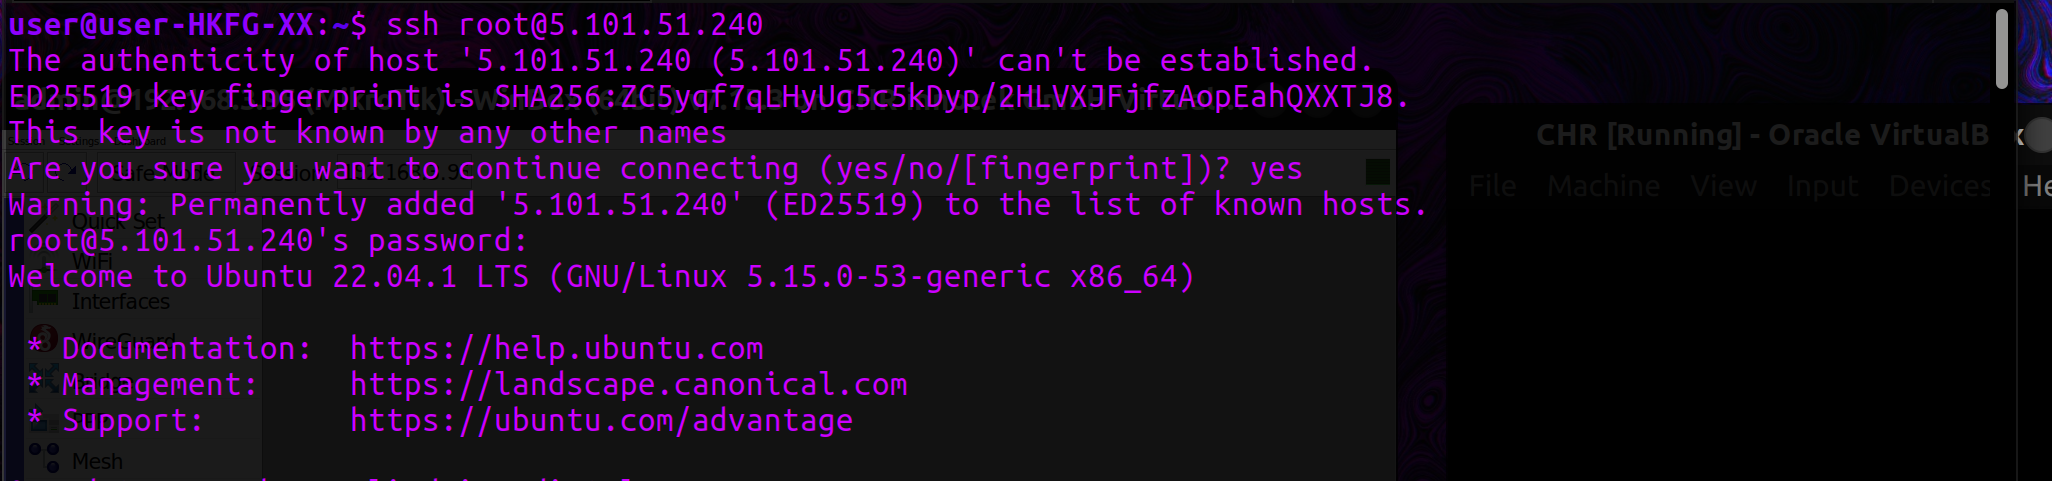 user@user-HKFG-XX:~$ ssh root@5.101.51.240
The authenticity of host '5.101.51.240 (5.101.51.240)' can't be established.
ED25519 key fingerprint is SHA256:ZG5yqf7qLHyUg5c5kDyp/2HLVXJFjfzAopEahQXXTJ8.
This key is not known by any other names
Are you sure you want to continue connecting (yes/no/[fingerprint])? yes
Warning: Permanently added '5.101.51.240' (ED25519) to the list of known hosts.
root@5.101.51.240's password:
Welcome to Ubuntu 22.04.1 LTS (GNU/Linux 5.15.0-53-generic x86_64)
* Documentation: https://help.ubuntu.com
* Management: https://landscape.canonical.com
* Support: https://ubuntu.com/advantage
Quick Set
WiFi
Interfaces
WireGuard
Mesh
CHR [Running] - Oracle VirtualB x
File Machine View Input Devices He